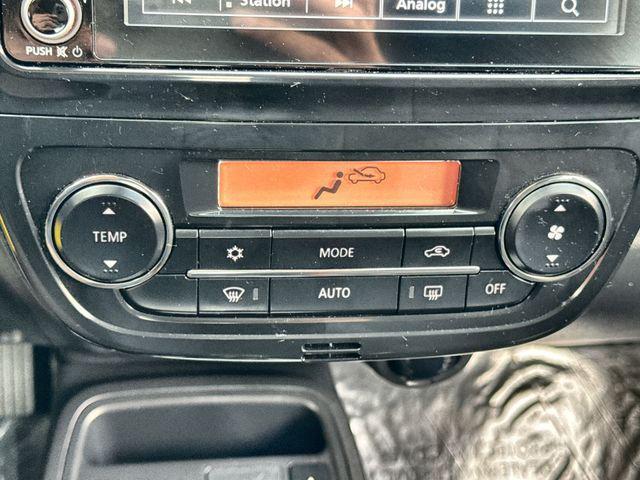 Station
Analog
PUSH
TEMP
MODE
AUTO
OFF